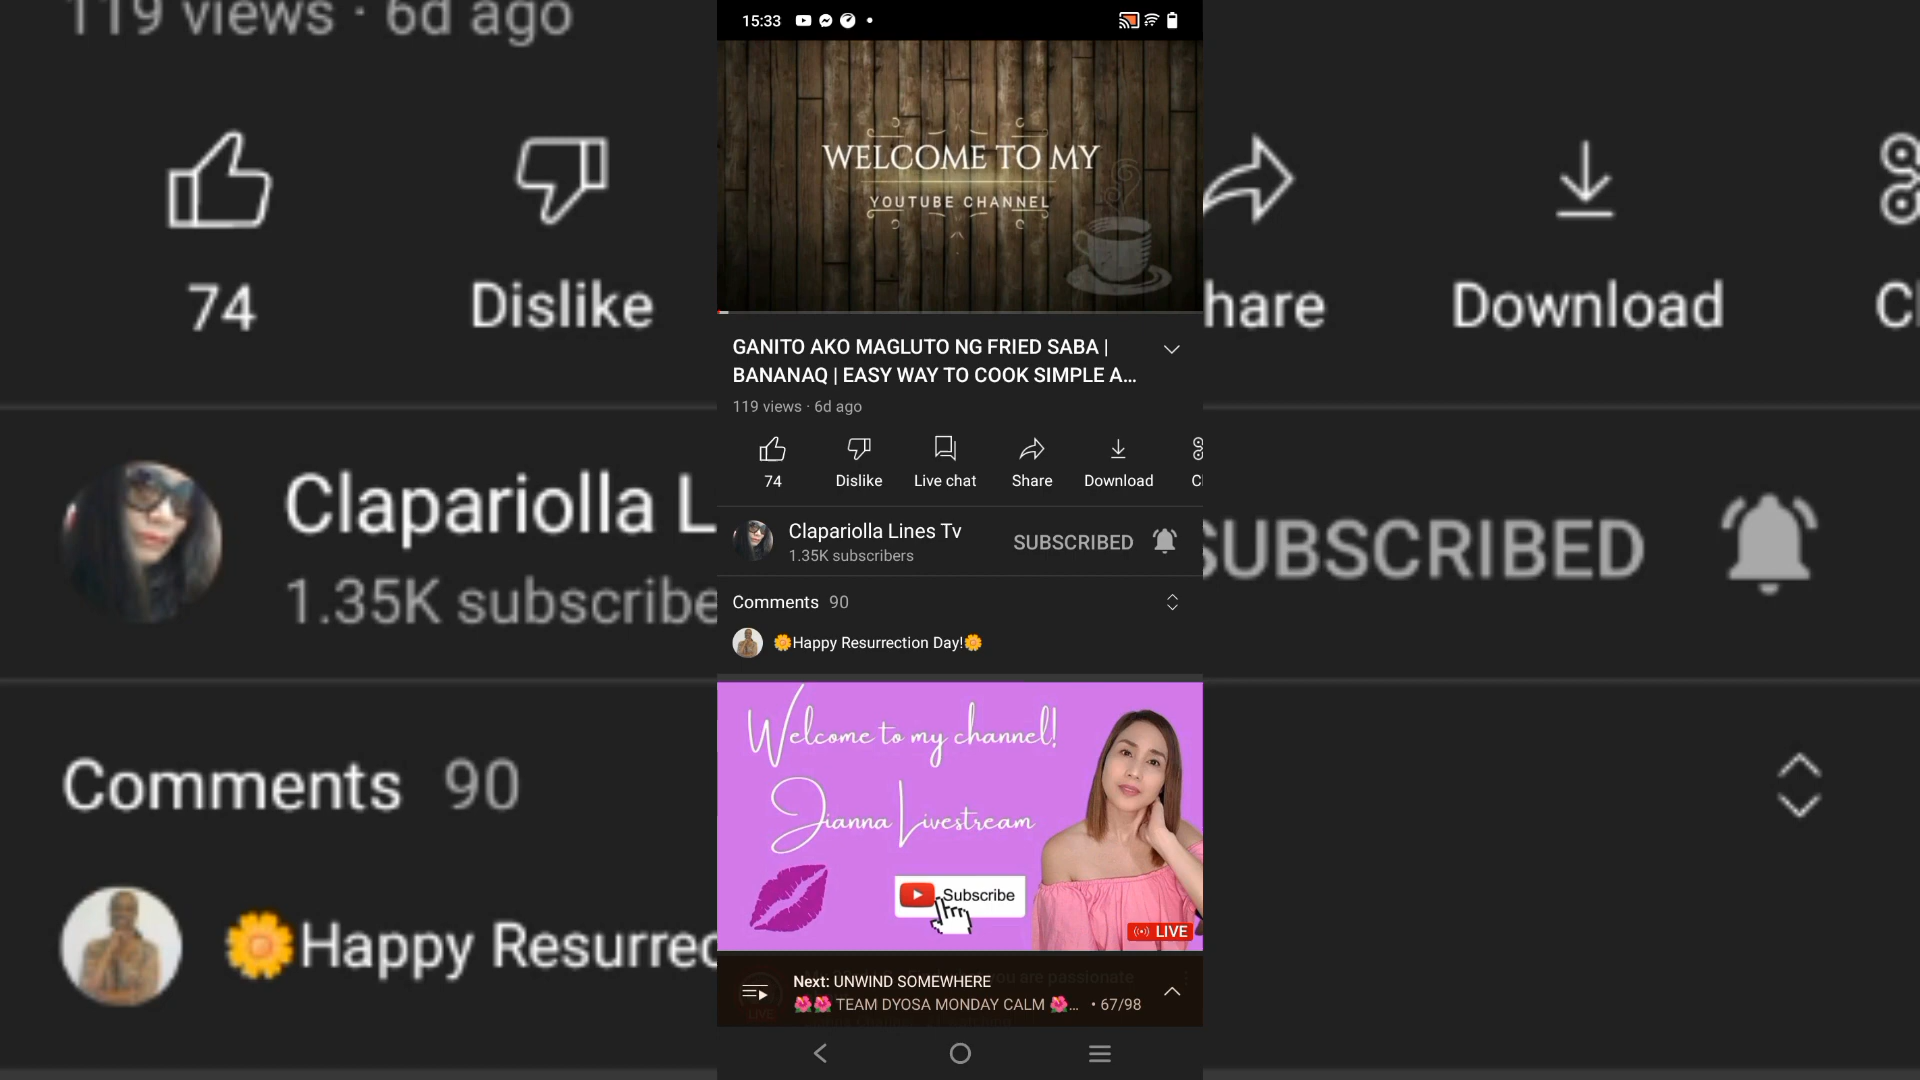 119 views · 6d ago
74
Dislike
hare
Download
Cl
Clapariolla L
1.35K subscribe
SUBSCRIBED
Comments 90
🌼Happy Resurrec
15:33
WELCOME TO MY
YOUTUBE CHANNEL
GANITO AKO MAGLUTO NG FRIED SABA |
BANANAQ | EASY WAY TO COOK SIMPLE A...
119 views · 6d ago
74 Dislike Live chat Share Download Cl
Clapariolla Lines Tv
1.35K subscribers
SUBSCRIBED
Comments 90
🌼Happy Resurrection Day!🌼
Welcome to my channel!
Jianna Livestream
Subscribe
LIVE
Next: UNWIND SOMEWHERE
🌺🌺 TEAM DYOSA MONDAY CALM 🌺... • 67/98